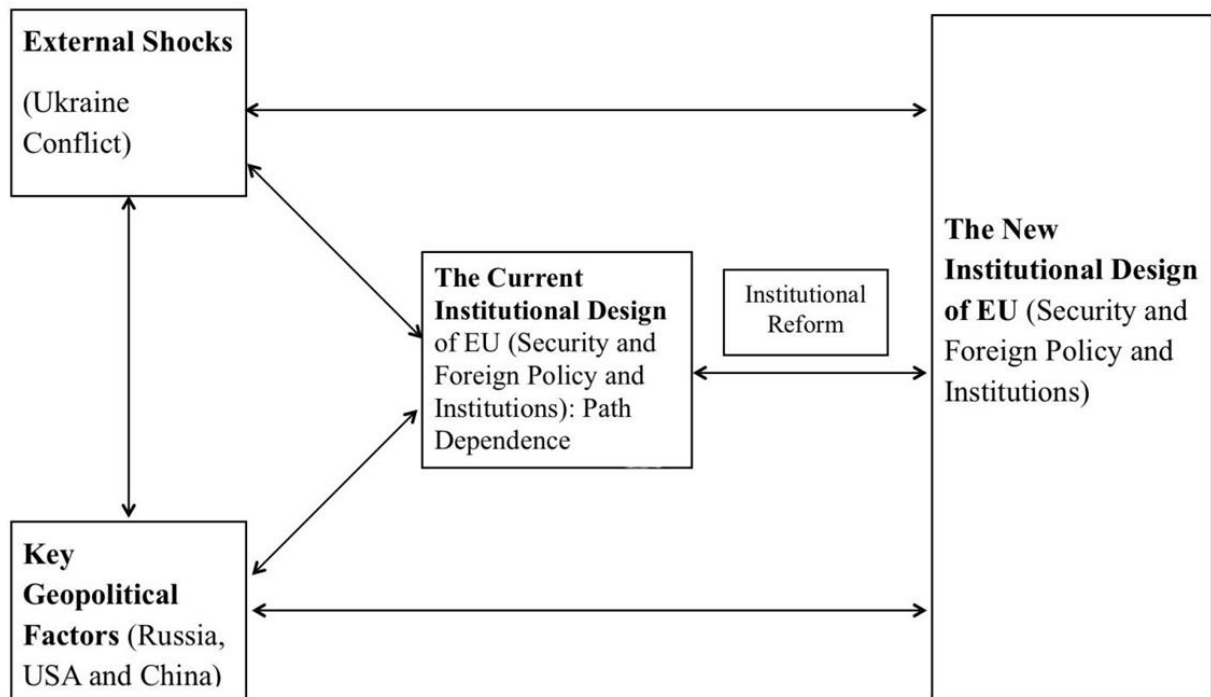 External Shocks
(Ukraine
Conflict)
The Current
Institutional Design
of EU (Security and
Foreign Policy and
Institutions): Path
Dependence
Institutional
Reform
The New
Institutional Design
of EU (Security and
Foreign Policy and
Institutions)
Key
Geopolitical
Factors (Russia,
USA and China)